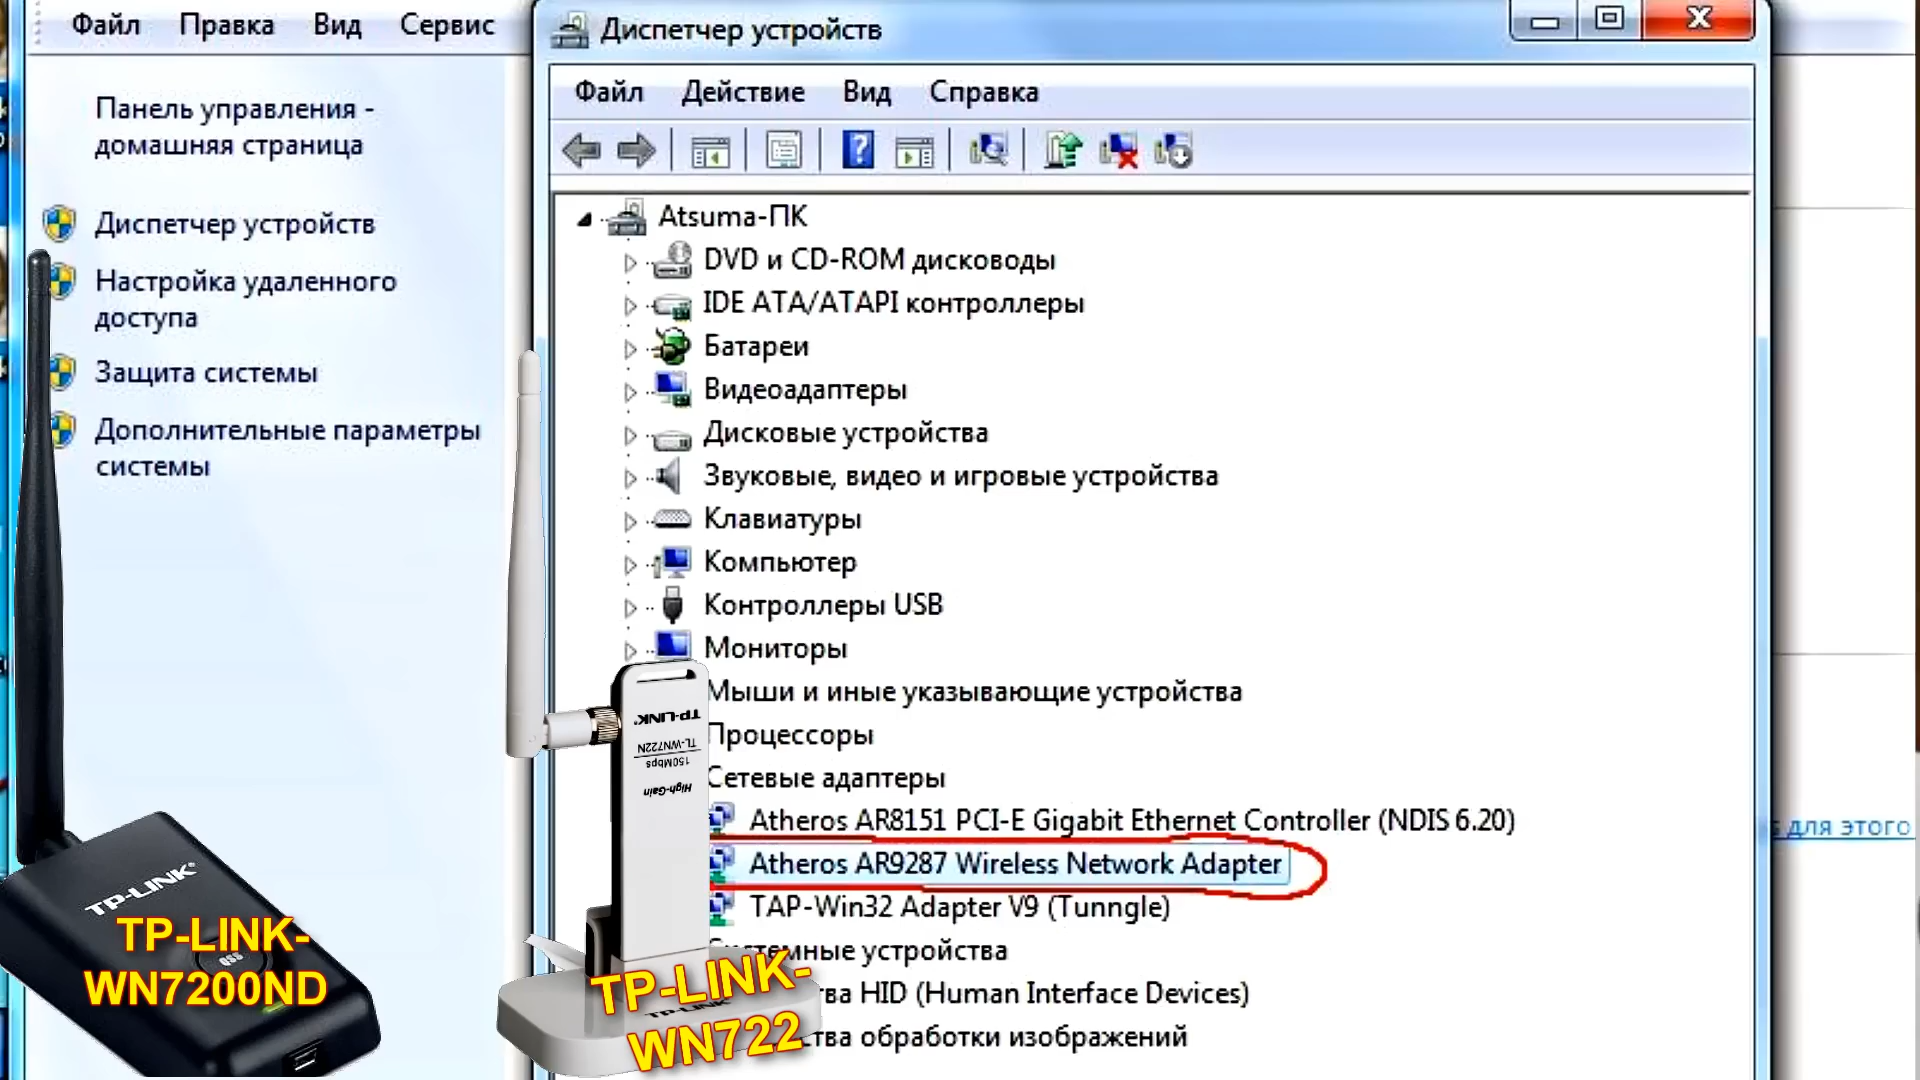 Файл Правка Вид Сервис
Панель управления -
домашняя страница
Диспетчер устройств
Настройка удаленного
доступа
Защита системы
Дополнительные параметры
системы
Диспетчер устройств
Файл Действие Вид Справка
Atsuma-ПК
DVD и CD-ROM дисководы
IDE ATA/ATAPI контроллеры
Батареи
Видеоадаптеры
Дисковые устройства
Звуковые, видео и игровые устройства
Клавиатуры
Компьютер
Контроллеры USB
Мониторы
Мыши и иные указывающие устройства
Процессоры
Сетевые адаптеры
Atheros AR8151 PCI-E Gigabit Ethernet Controller (NDIS 6.20)
Atheros AR9287 Wireless Network Adapter
TAP-Win32 Adapter V9 (Tunngle)
Системные устройства
HID (Human Interface Devices)
обработки изображений
для этого
TP-LINK
TP-LINK-
WN7200ND
TP-LINK
TL-WN722N
150Mbps
High-Gain
TP-LINK
TP-LINK-
WN722